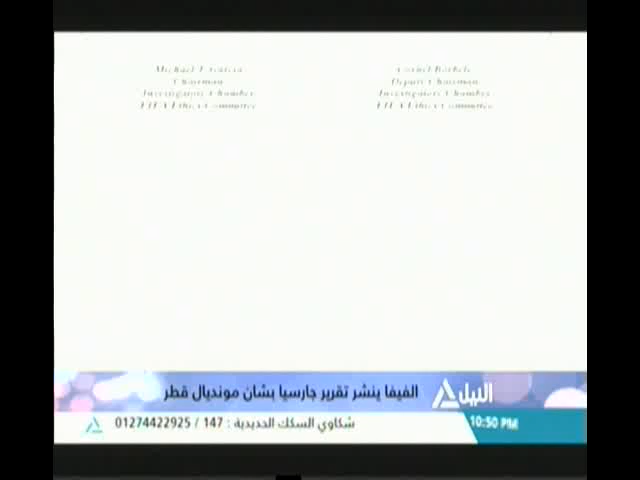 Michael J. Garcia
Cornel Borbély
Chairman
Deputy Chairman
Investigatory Chamber
Investigatory Chamber
FIFA Ethics Committee
FIFA Ethics Committee
الفيفا ينشر تقرير جارسيا بشان مونديال قطر
النيل
شكاوي السكك الحديدية : 147 / 01274422925
10:50 PM